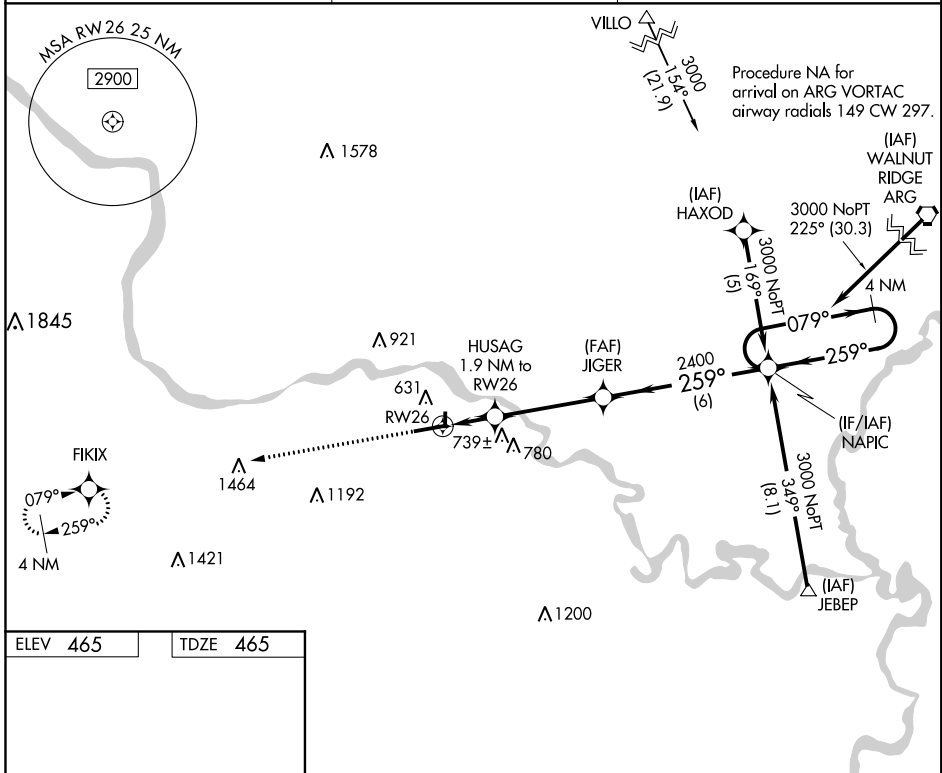 MSA RW 26 25 NM
2900
VILLO
3000
154°
(21.9)
Procedure NA for
arrival on ARG VORTAC
airway radials 149 CW 297.
1578
(IAF)
WALNUT
RIDGE
ARG
(IAF)
HAXOD
3000 NoPT
225° (30.3)
3000 NoPT
169°
(5)
4 NM
079°
1845
921
HUSAG
1.9 NM to
RW26
(FAF)
JIGER
2400
259°
(6)
259°
631
RW26
739±
780
(IF/IAF)
NAPIC
FIKIX
079°
259°
4 NM
1464
1192
3000 NoPT
349°
(8.1)
1421
(IAF)
JEBEP
1200
ELEV 465
TDZE 465